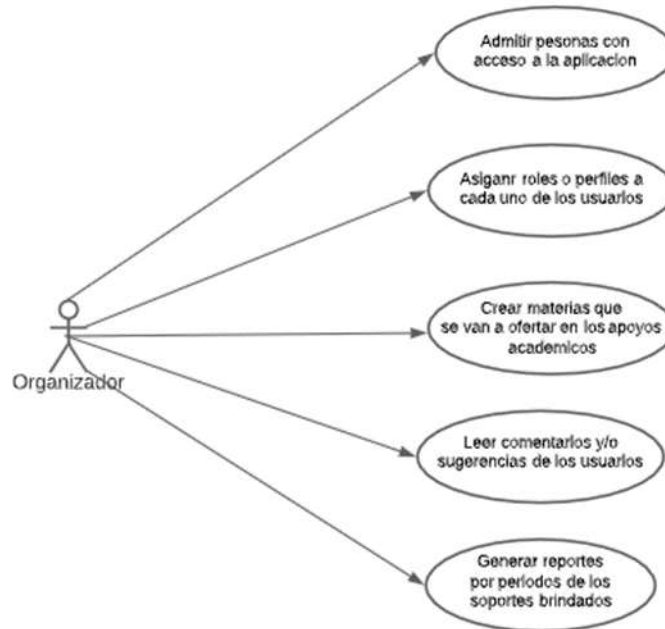 Admitir pesonas con
acceso a la aplicacion
Asiganr roles o perfiles a
cada uno de los usuarios
Crear materias que
se van a ofertar en los apoyos
academicos
Organizador
Leer comentarios y/o
sugerencias de los usuarios
Generar reportes
por periodos de los
soportes brindados